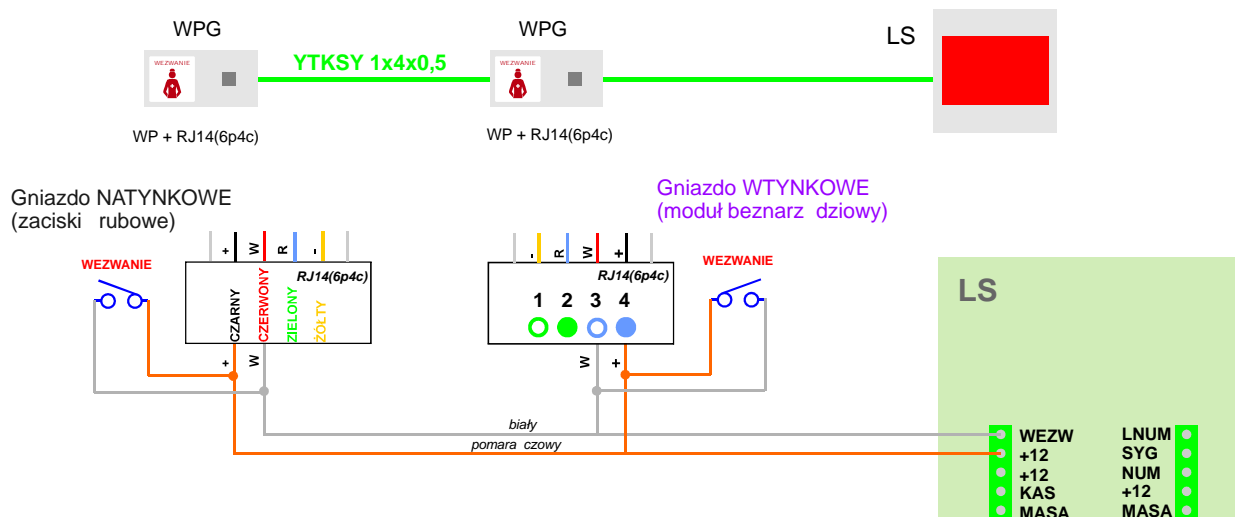 WPG
WPG
LS
WEZWANIE
YTKSY 1x4x0,5
WEZWANIE
WP + RJ14(6p4c)
WP + RJ14(6p4c)
Gniazdo NATYNKOWE
(zaciski rubowe)
Gniazdo WTYNKOWE
(moduł beznarz dziowy)
WEZWANIE
+ W R -
RJ14(6p4c)
CZARNY
CZERWONY
ZIELONY
ŻÓŁTY
+ W
- R W +
RJ14(6p4c)
1 2 3 4
W +
WEZWANIE
biały
pomara czowy
LS
WEZW LNUM
+12 SYG
+12 NUM
KAS +12
MASA MASA